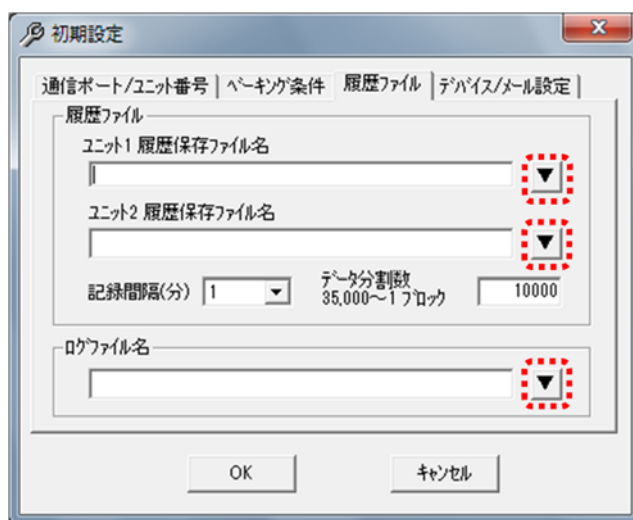 初期設定
通信ポート/ユニット番号 ベーキング条件 履歴ファイル デバイス/メール設定
履歴ファイル
ユニット1 履歴保存ファイル名
▼
ユニット2 履歴保存ファイル名
▼
記録間隔(分) 1 データ分割数 10000
35,000~1 ブロック
ログファイル名
▼
OK キャンセル